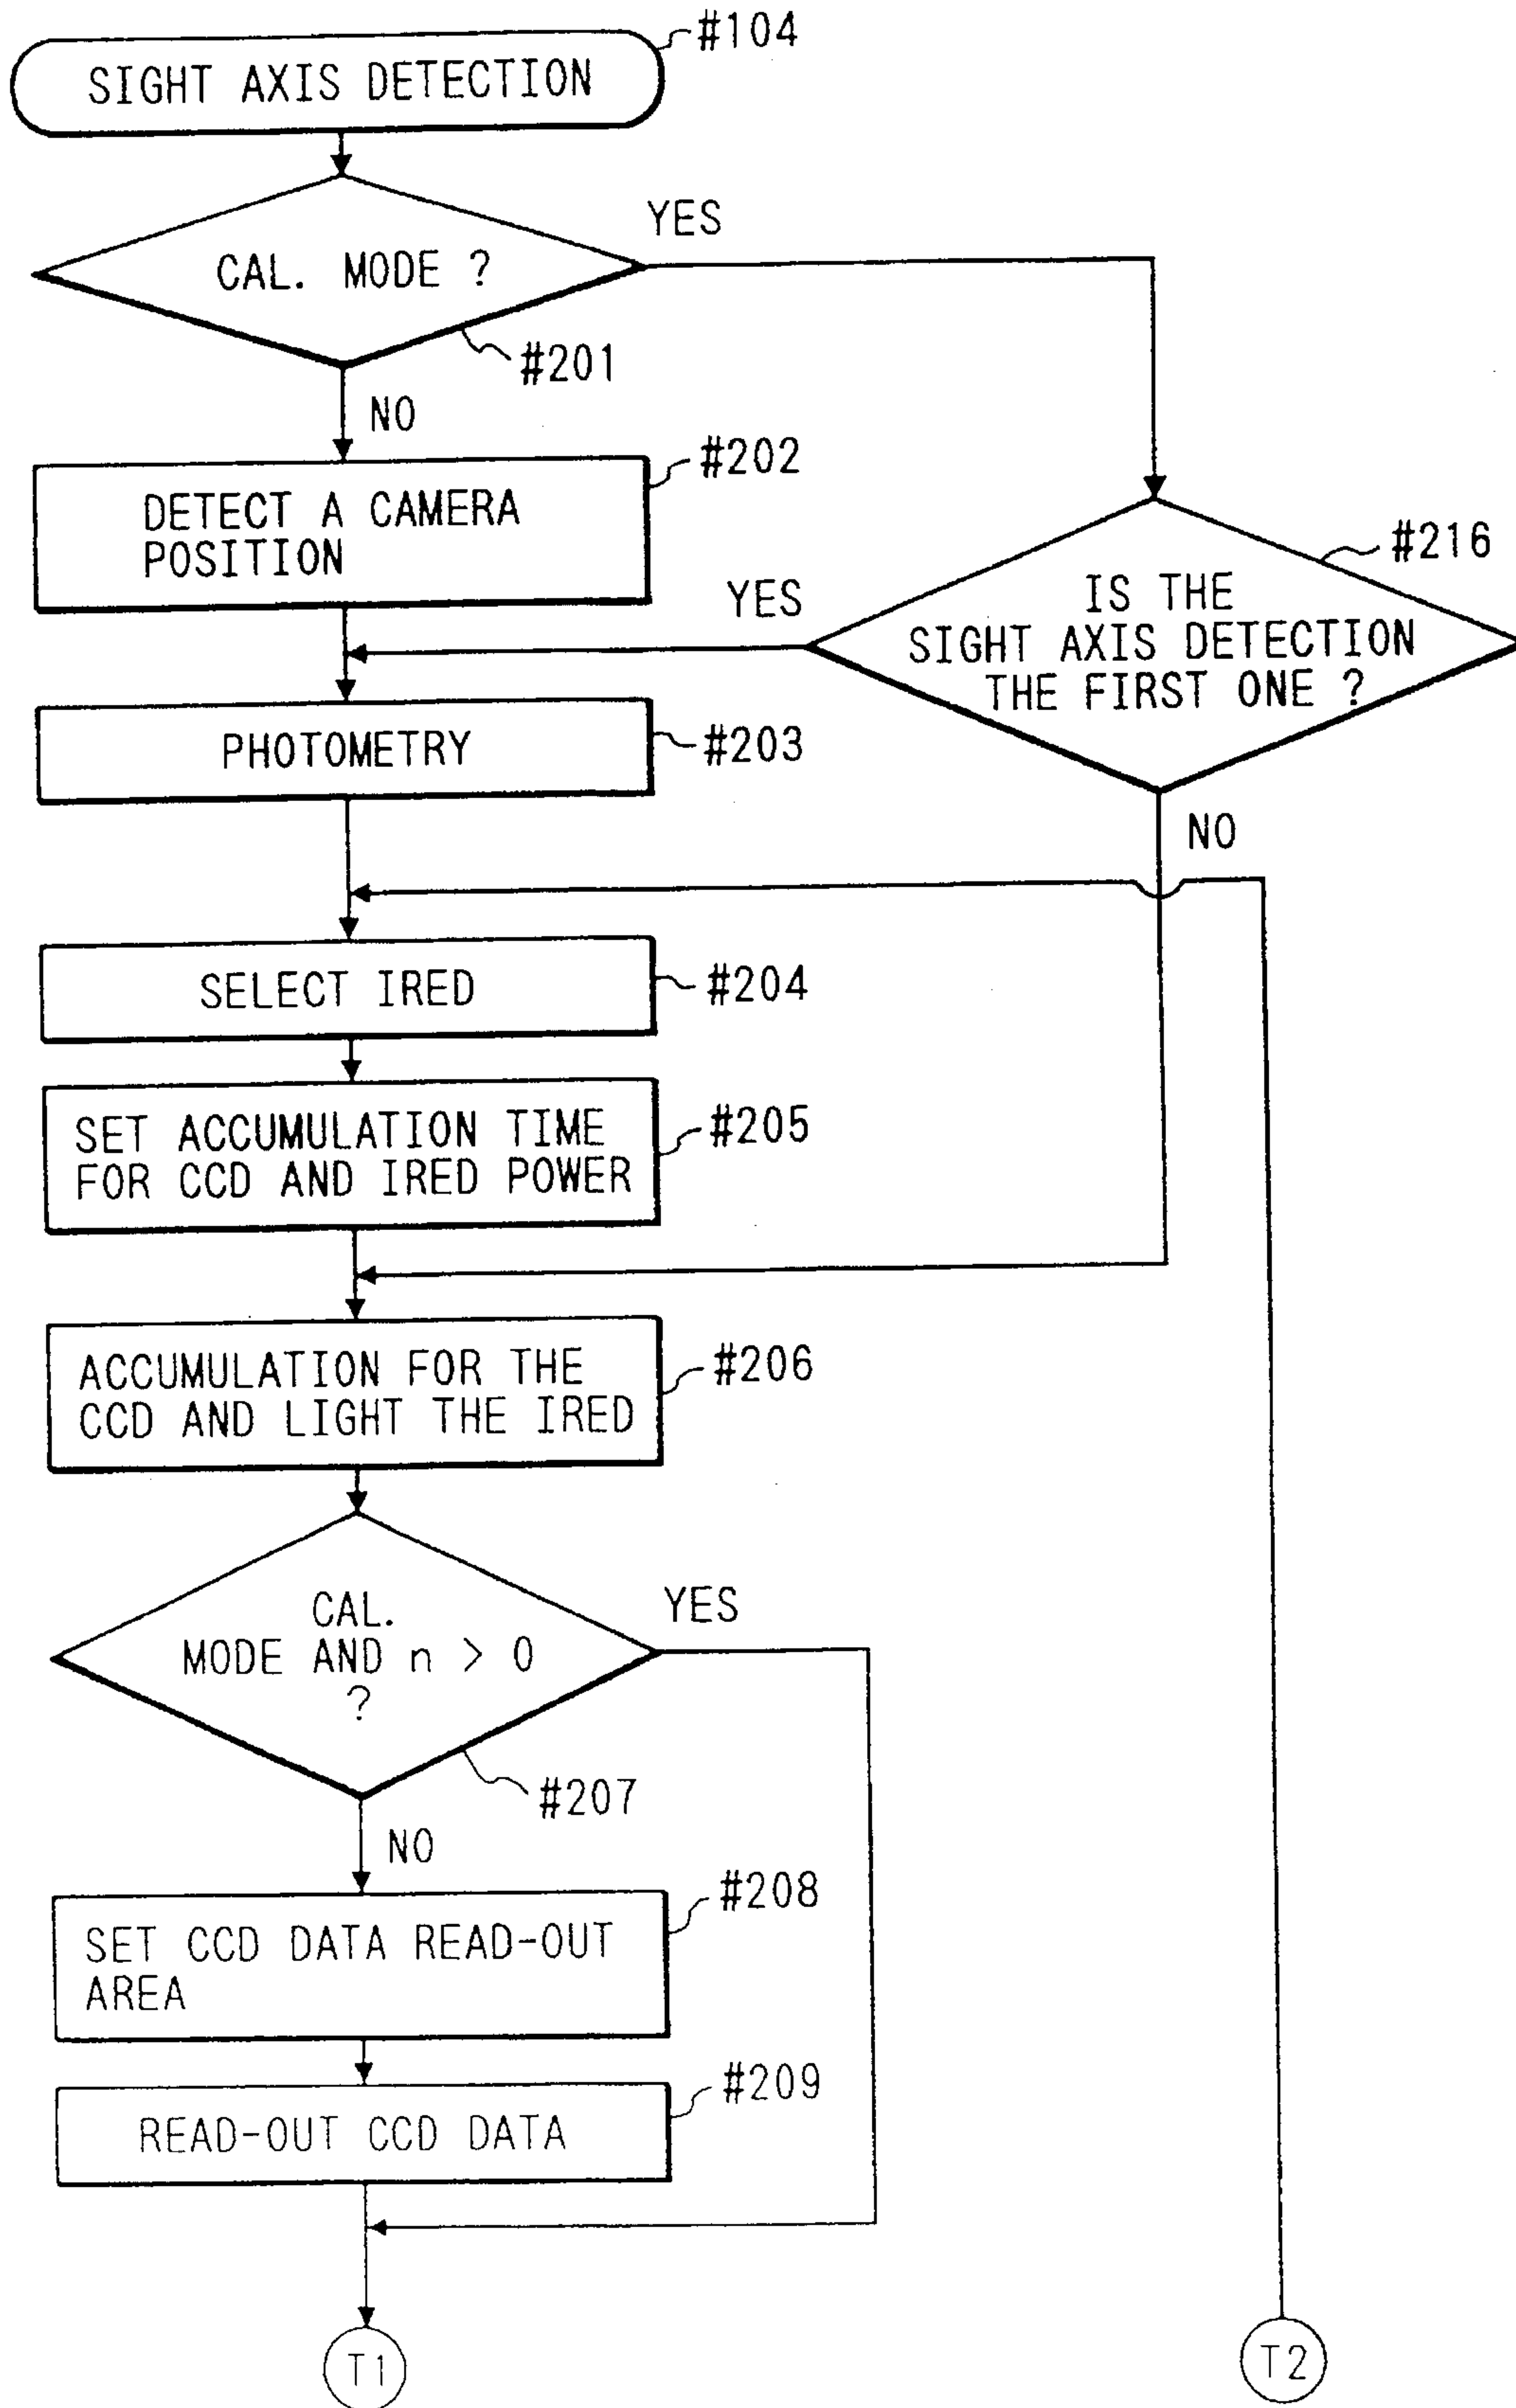 #104
SIGHT AXIS DETECTION
YES
CAL. MODE ?
#201
NO
#202
DETECT A CAMERA
POSITION
#216
YES
IS THE
SIGHT AXIS DETECTION
THE FIRST ONE ?
PHOTOMETRY
#203
NO
SELECT IRED
#204
SET ACCUMULATION TIME
FOR CCD AND IRED POWER
#205
ACCUMULATION FOR THE
CCD AND LIGHT THE IRED
#206
CAL.
MODE AND n > 0
?
YES
#207
NO
#208
SET CCD DATA READ-OUT
AREA
#209
READ-OUT CCD DATA
T1
T2